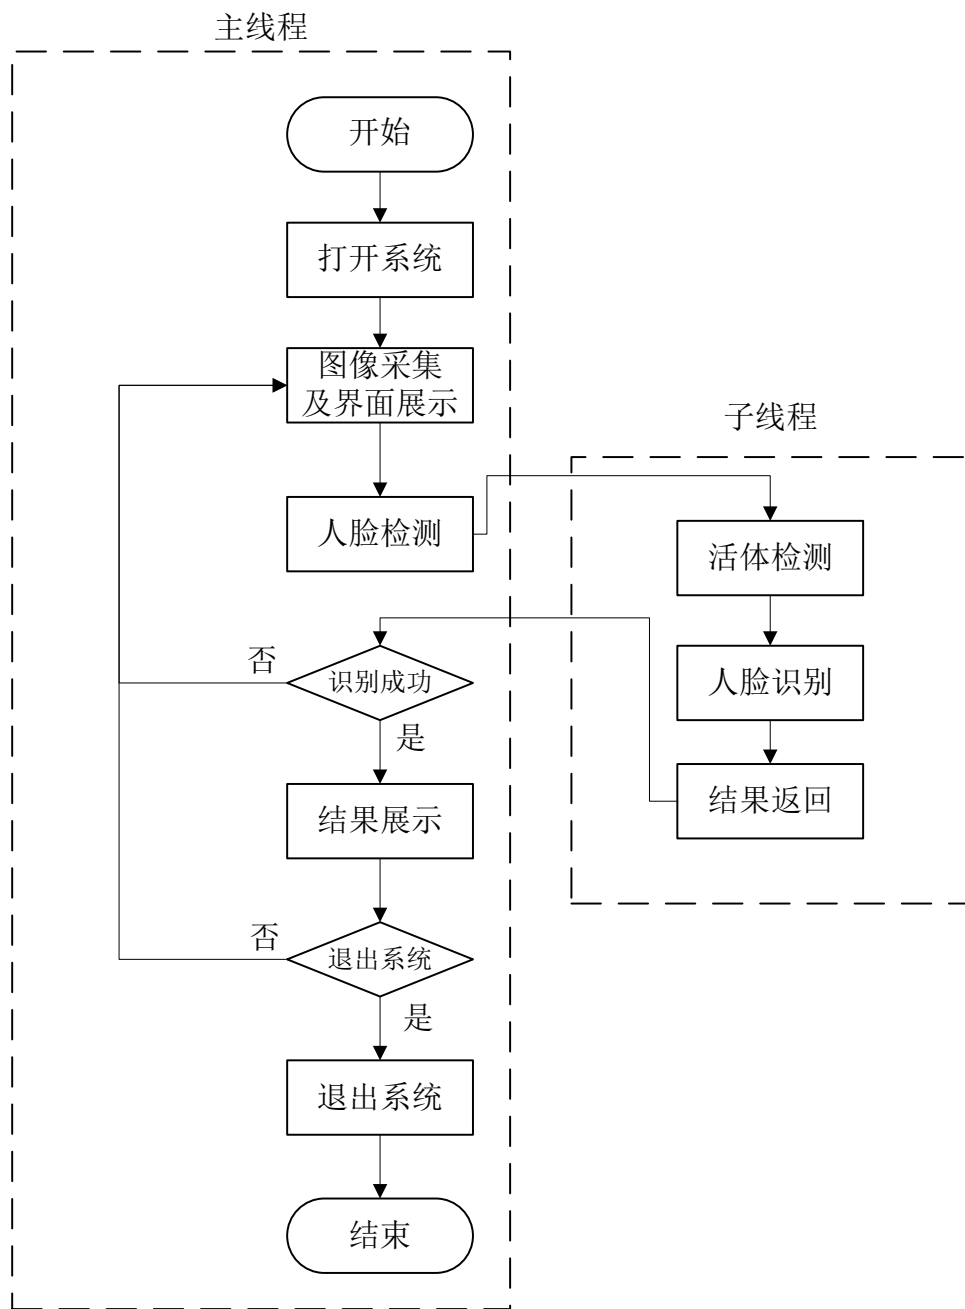 主线程
开始
打开系统
图像采集
及界面展示
人脸检测
子线程
活体检测
人脸识别
结果返回
否
识别成功
是
结果展示
否
退出系统
是
退出系统
结束